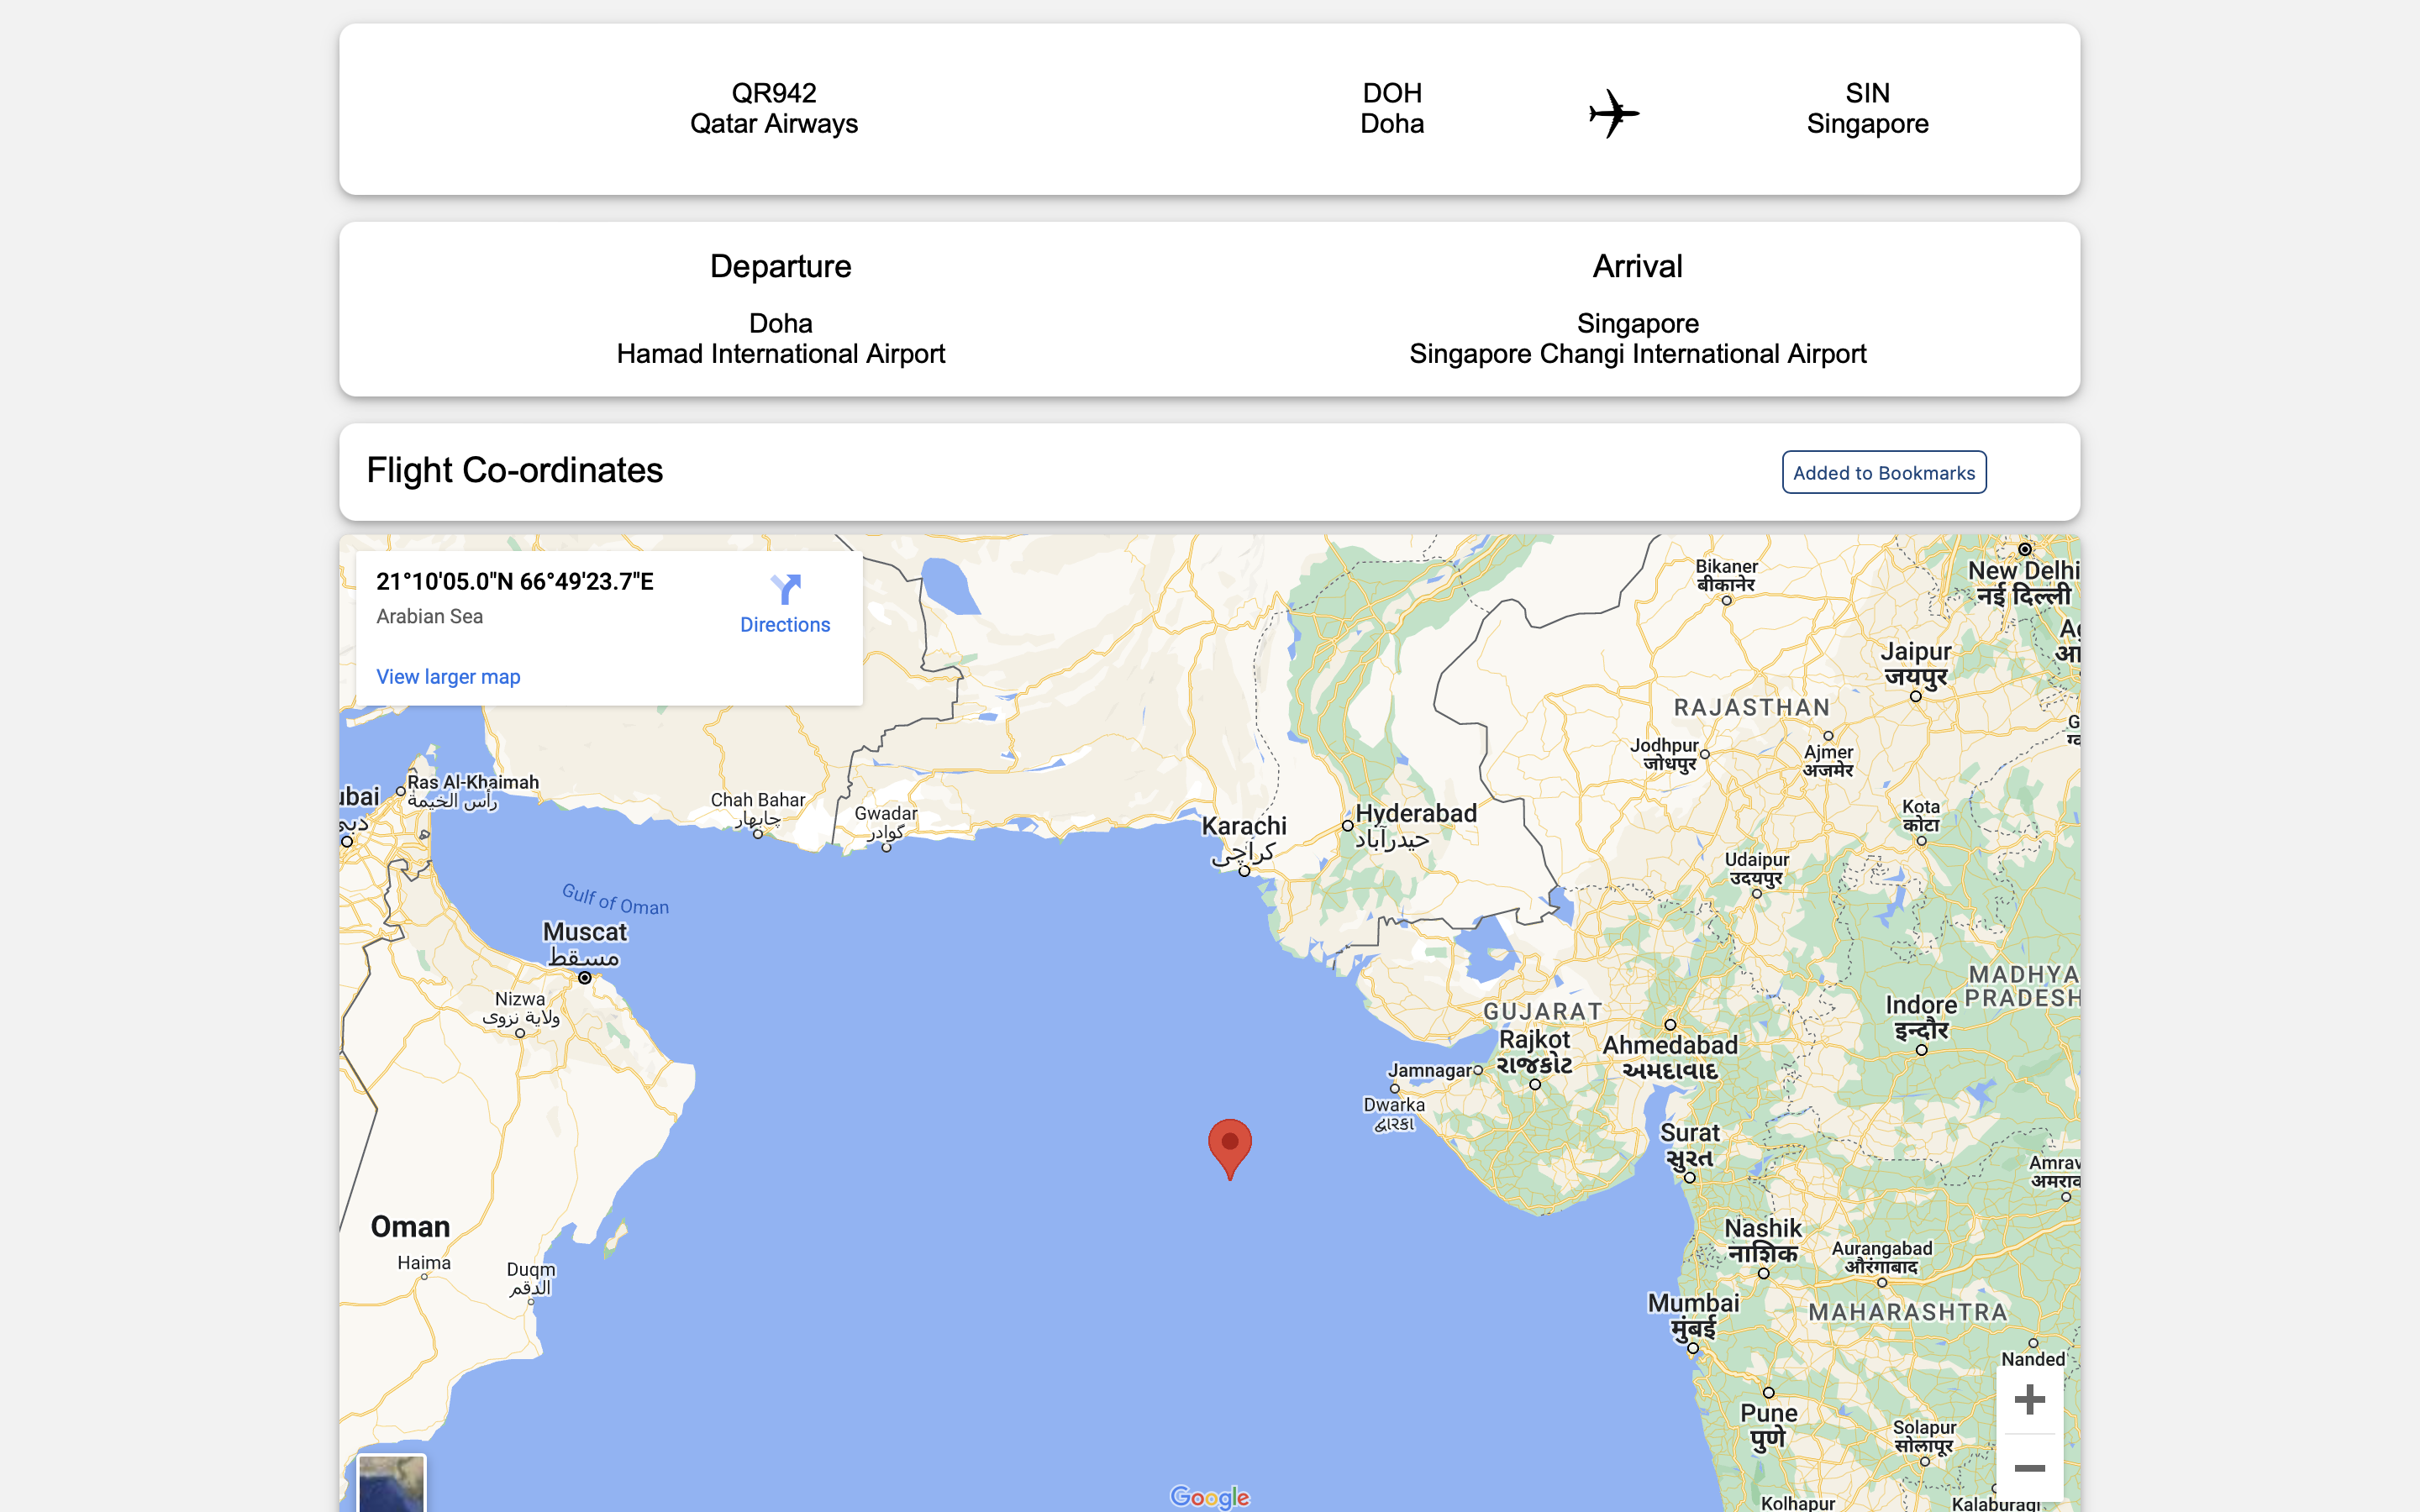 QR942
Qatar Airways
DOH
Doha
SIN
Singapore
Departure
Doha
Hamad International Airport
Arrival
Singapore
Singapore Changi International Airport
Flight Co-ordinates
Added to Bookmarks
21°10'05.0"N 66°49'23.7"E
Arabian Sea
Directions
View larger map
Bikaner
बीकानेर
New Delhi
नई दिल्ली
Jaipur
जयपुर
RAJASTHAN
Jodhpur
जोधपुर
Ajmer
अजमेर
Ras Al-Khaimah
رأس الخيمة
ubai
دبي
Chah Bahar
چابهار
Gwadar
گوادر
Karachi
کراچی
Hyderabad
حیدرآباد
Kota
कोटा
Udaipur
उदयपुर
Gulf of Oman
Muscat
مسقط
Nizwa
ولاية نزوى
MADHYA
PRADESH
Indore
इन्दौर
GUJARAT
Rajkot
રાજકોટ
Ahmedabad
અમદાવાદ
Jamnagar
Dwarka
દ્વારકા
Surat
સુરત
Amrav
अमराव
Oman
Haima
Duqm
الدقم
Nashik
नाशिक
Aurangabad
औरंगाबाद
Mumbai
मुंबई
MAHARASHTRA
Nanded
Pune
पुणे
Solapur
सोलापूर
Kolhapur
Kalaburagi
Google